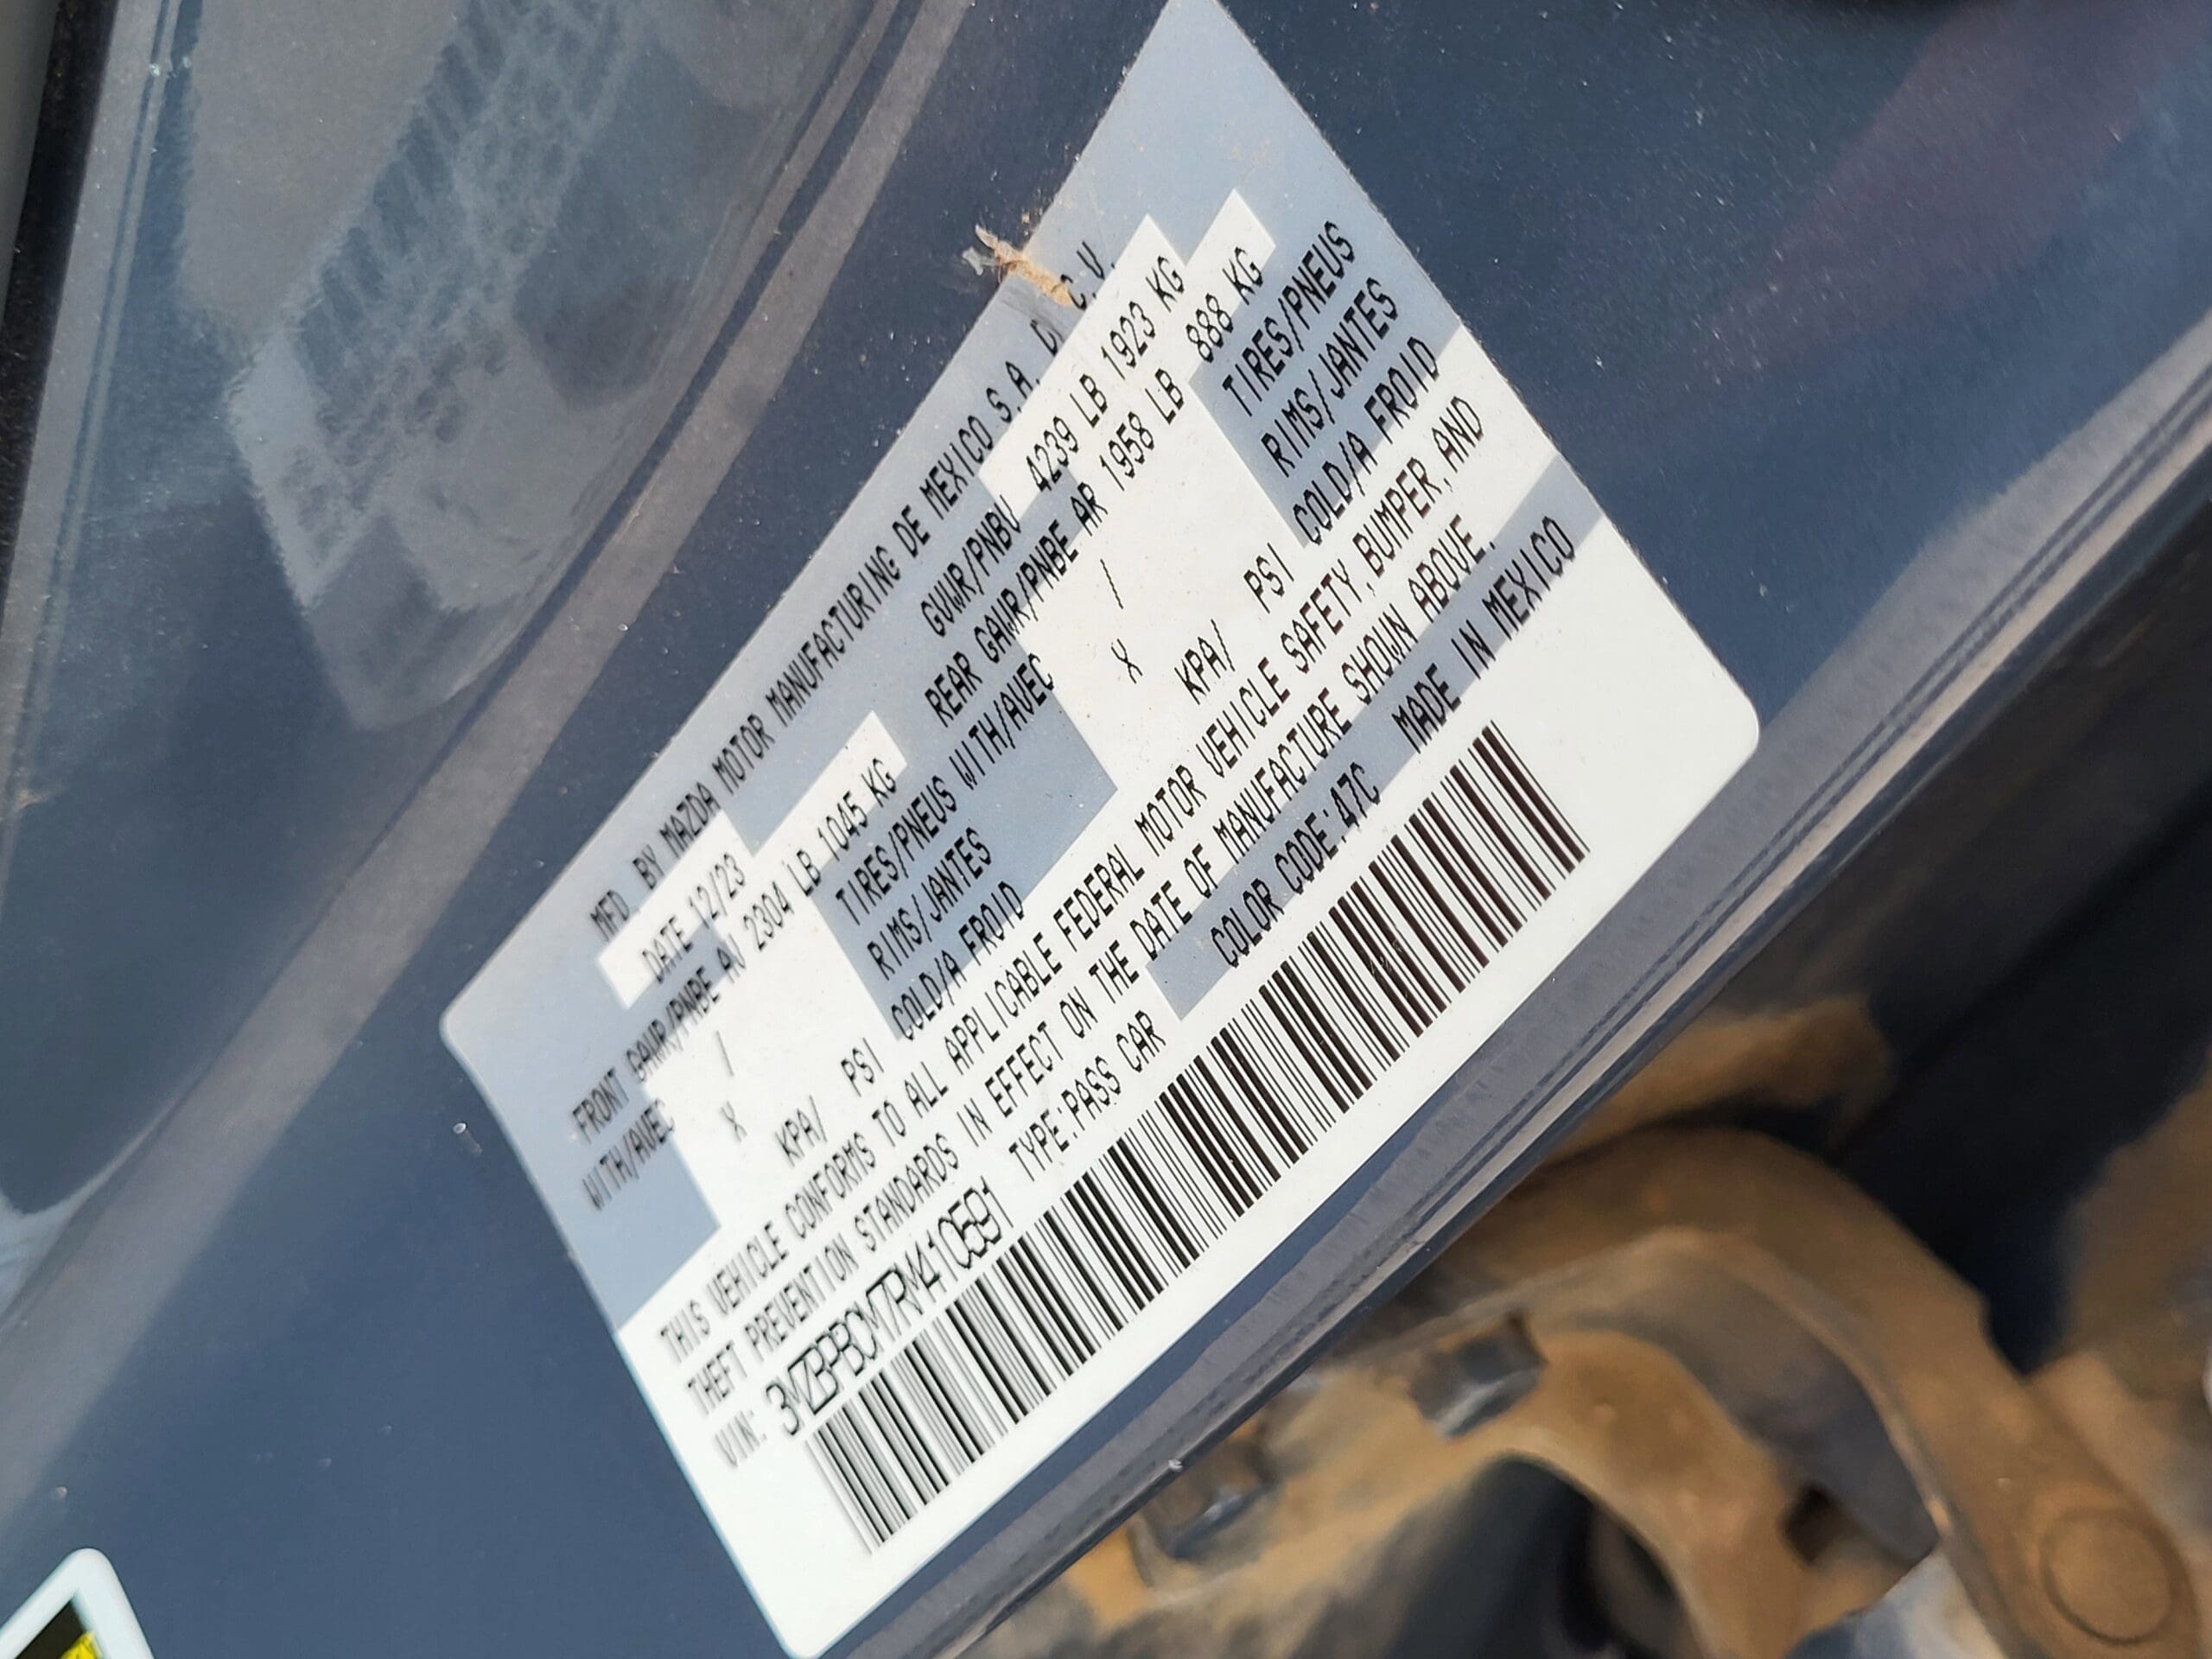 MFD. BY MAZDA MOTOR MANUFACTURING DE MEXICO S.A. D C.V.
DATE 12/23 GVWR/PNBV 4239 LB 1923 KG
FRONT GAWR/PNBE AV 2304 LB 1045 KG REAR GAWR/PNBE AR 1958 LB 888 KG
WITH/AVEC / TIRES/PNEUS WITH/AVEC / TIRES/PNEUS
X RIMS/JANTES X RIMS/JANTES
KPA/ PSI COLD/A FROID KPA/ PSI COLD/A FROID
THIS VEHICLE CONFORMS TO ALL APPLICABLE FEDERAL MOTOR VEHICLE SAFETY, BUMPER, AND
THEFT PREVENTION STANDARDS IN EFFECT ON THE DATE OF MANUFACTURE SHOWN ABOVE.
VIN: 3MZBPBCM7RM410591 TYPE:PASS CAR COLOR CODE:47C MADE IN MEXICO